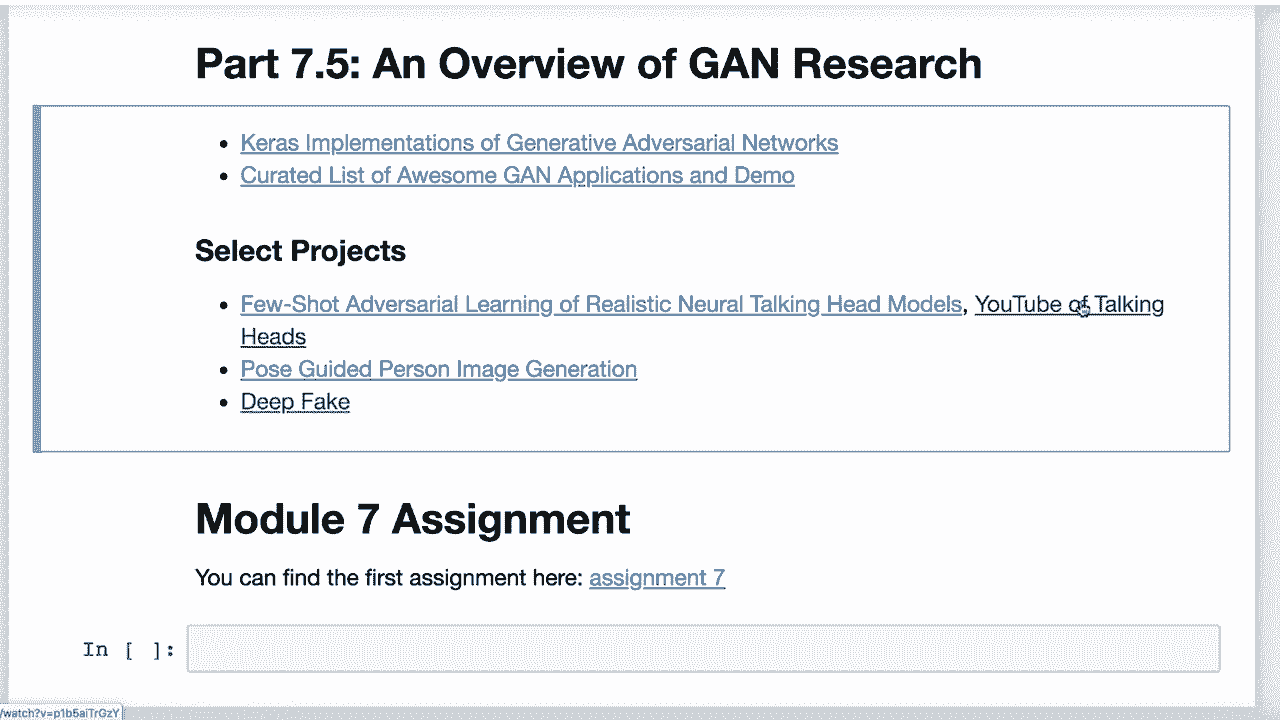 Part 7.5: An Overview of GAN Research
Keras Implementations of Generative Adversarial Networks
Curated List of Awesome GAN Applications and Demo
Select Projects
Few-Shot Adversarial Learning of Realistic Neural Talking Head Models, YouTube of Talking
Heads
Pose Guided Person Image Generation
Deep Fake
Module 7 Assignment
You can find the first assignment here: assignment 7
In [ ]:
/watch?v=p1b5aiTrGzY